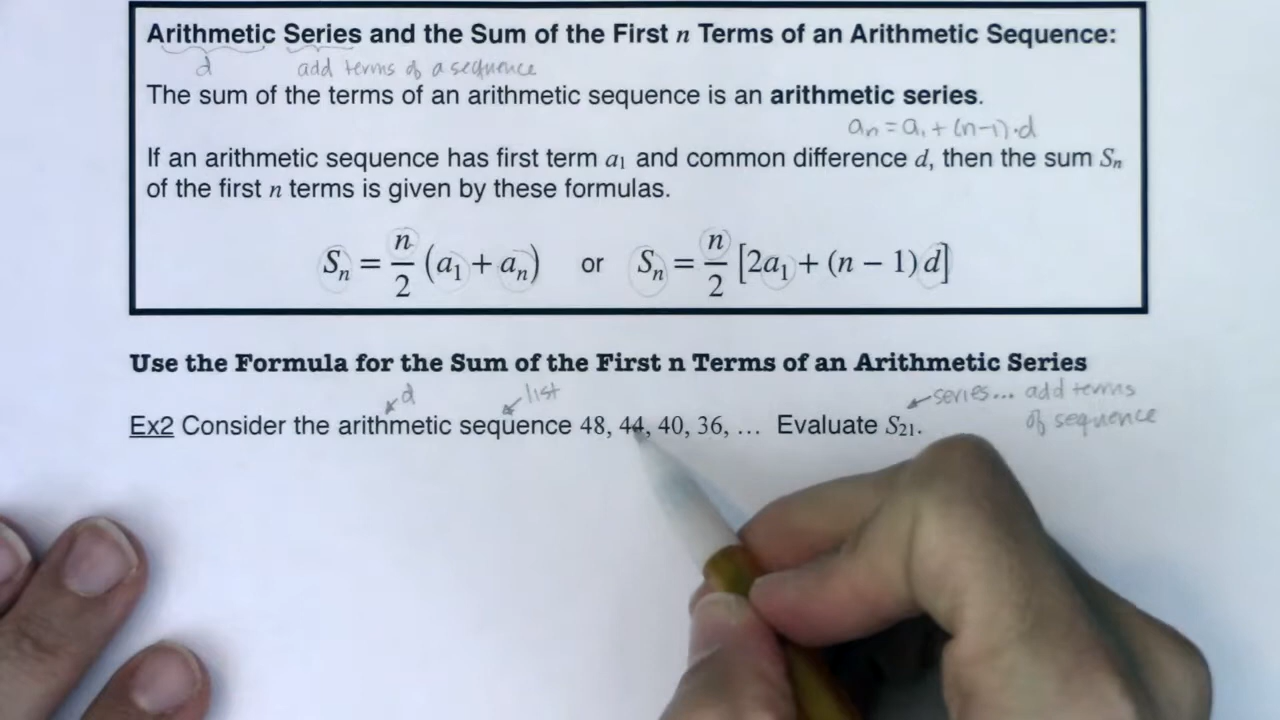 Arithmetic Series and the Sum of the First n Terms of an Arithmetic Sequence:
d add terms of a sequence
The sum of the terms of an arithmetic sequence is an arithmetic series.
aₙ = a₁ + (n-1)·d
If an arithmetic sequence has first term a₁ and common difference d, then the sum Sₙ
of the first n terms is given by these formulas.
Sₙ = n/2 (a₁ + aₙ) or Sₙ = n/2 [2a₁ + (n − 1) d]
Use the Formula for the Sum of the First n Terms of an Arithmetic Series
d list series... add terms
of sequence
Ex2 Consider the arithmetic sequence 48, 44, 40, 36, … Evaluate S₂₁.